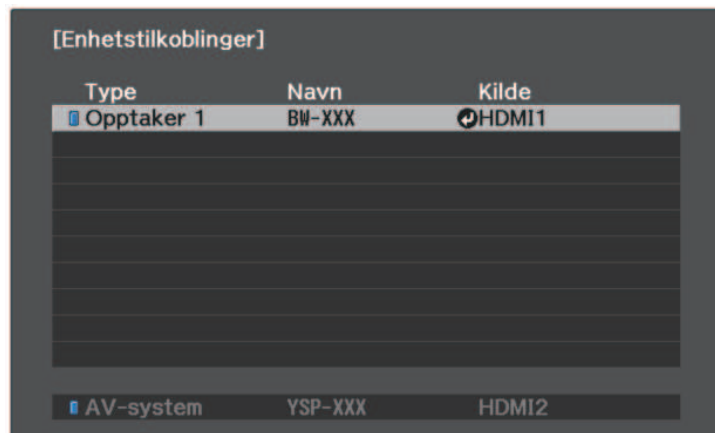 [Enhetstilkoblinger]
Type Navn Kilde
Opptaker 1 BW-XXX HDMI1
AV-system YSP-XXX HDMI2